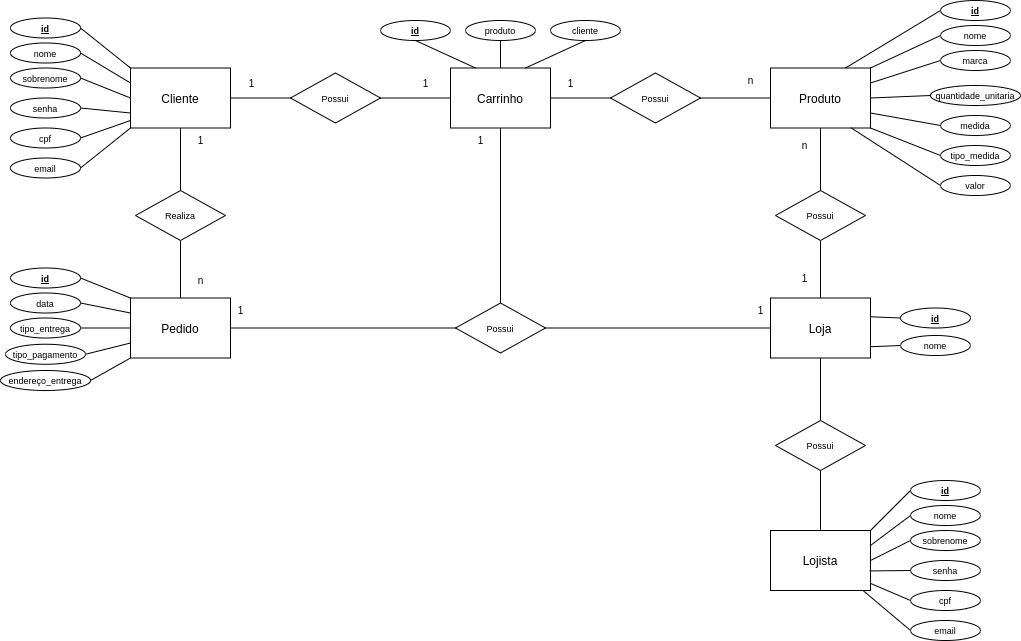 id
nome
sobrenome
senha
cpf
email
Cliente
1
Possui
1
id
produto
cliente
Carrinho
1
Possui
n
Produto
id
nome
marca
quantidade_unitaria
medida
tipo_medida
valor
1
Realiza
n
1
n
Possui
1
id
data
tipo_entrega
tipo_pagamento
endereço_entrega
Pedido
1
Possui
1
Loja
id
nome
Possui
Lojista
id
nome
sobrenome
senha
cpf
email